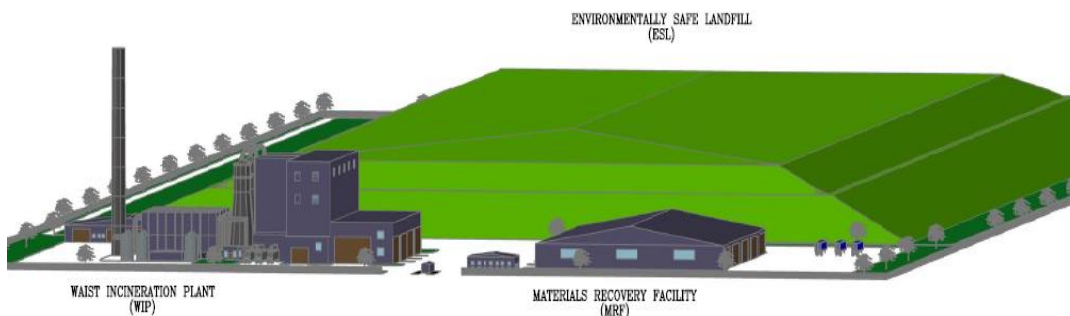 ENVIRONMENTALLY SAFE LANDFILL
(ESL)
WAIST INCINERATION PLANT
(WIP)
MATERIALS RECOVERY FACILITY
(MRF)